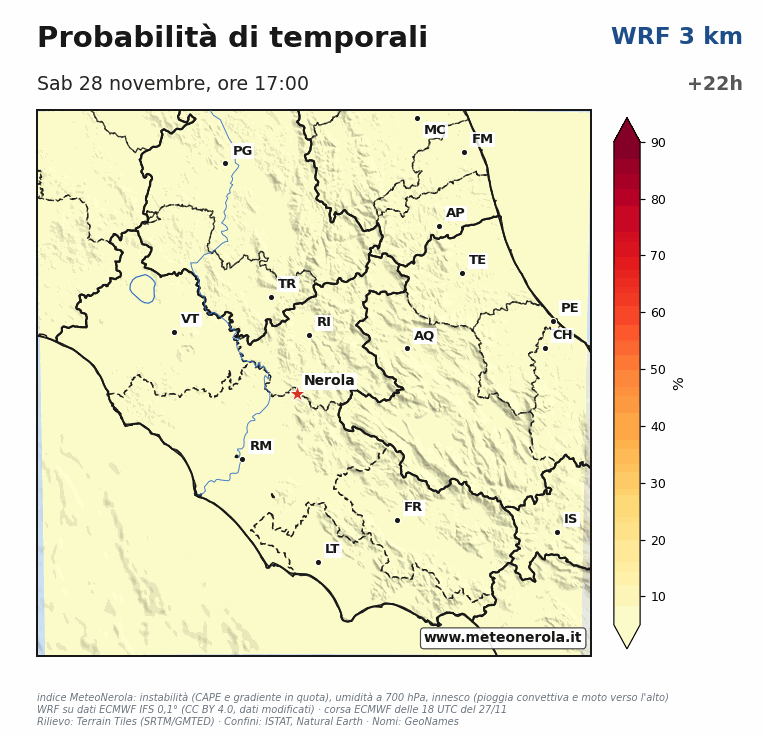 Probabilità di temporali
WRF 3 km
Sab 28 novembre, ore 17:00
+22h
MC
FM
PG
AP
TE
TR
PE
VT
RI
AQ
CH
Nerola
RM
FR
IS
LT
www.meteonerola.it
90
80
70
60
50
40
30
20
10
%
indice MeteoNerola: instabilità (CAPE e gradiente in quota), umidità a 700 hPa, innesco (pioggia convettiva e moto verso l'alto)
WRF su dati ECMWF IFS 0,1° (CC BY 4.0, dati modificati) · corsa ECMWF delle 18 UTC del 27/11
Rilievo: Terrain Tiles (SRTM/GMTED) · Confini: ISTAT, Natural Earth · Nomi: GeoNames